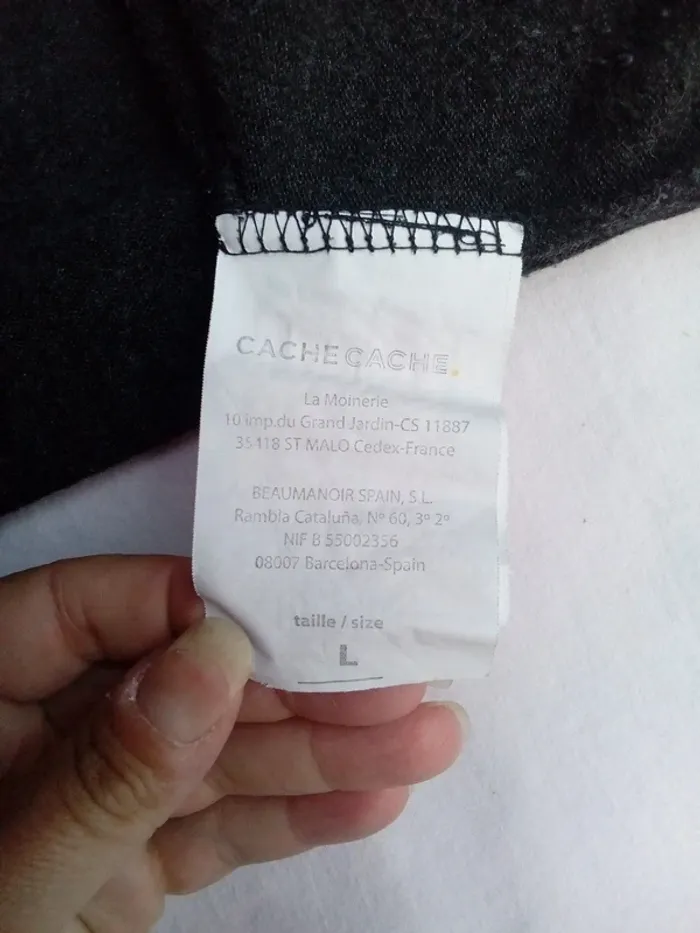 CACHE CACHE.
La Moinerie
10 imp.du Grand Jardin-CS 11887
35418 ST MALO Cedex-France
BEAUMANOIR SPAIN, S.L.
Rambla Cataluña, Nº 60, 3º 2º
NIF B 55002356
08007 Barcelona-Spain
taille / size
L